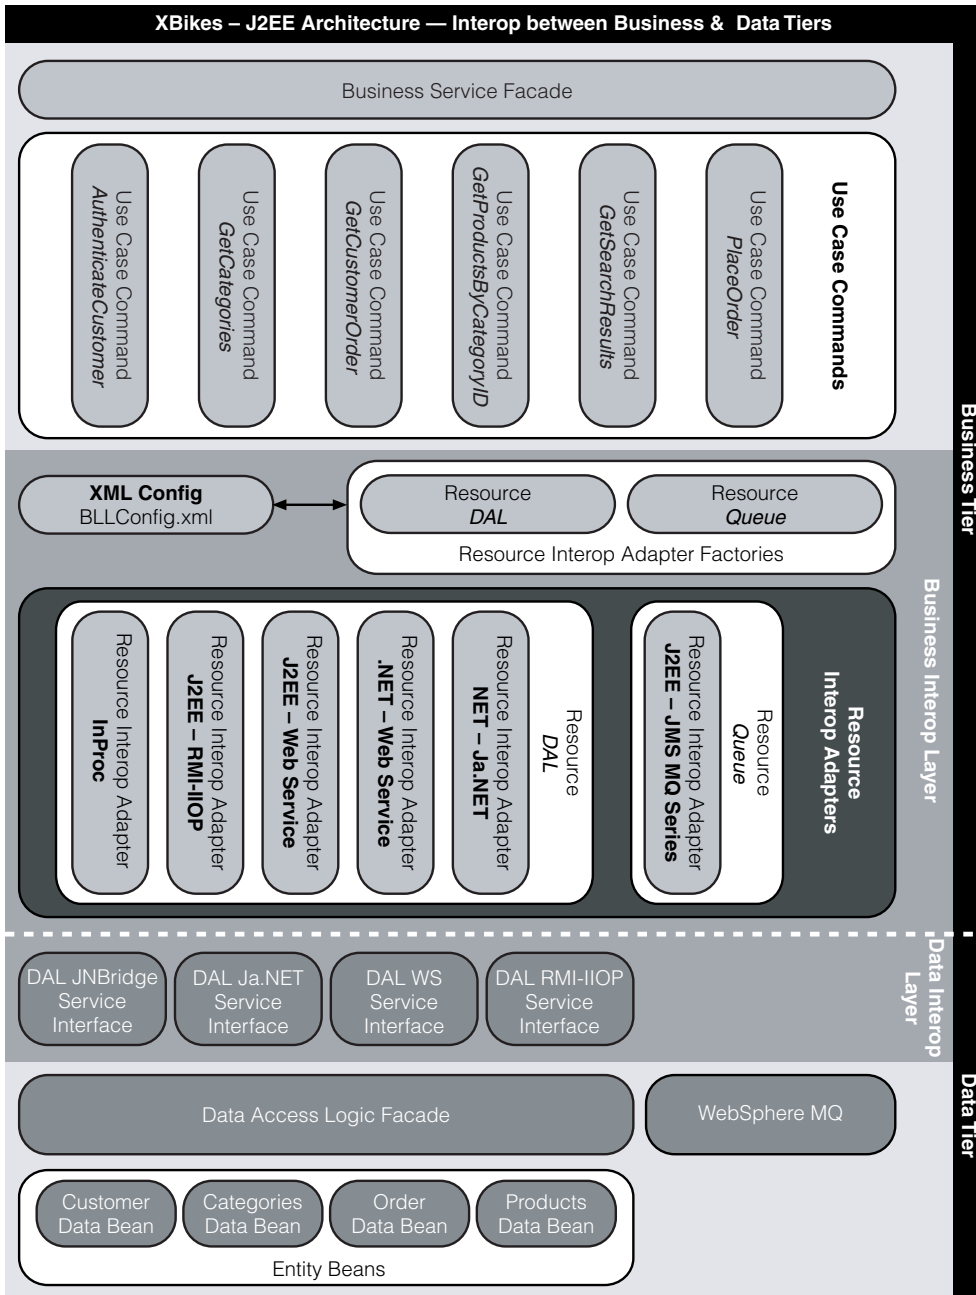 XBikes – J2EE Architecture — Interop between Business & Data Tiers
Business Service Facade
Use Case Command
AuthenticateCustomer
Use Case Command
GetCategories
Use Case Command
GetCustomerOrder
Use Case Command
GetProductsByCategoryID
Use Case Command
GetSearchResults
Use Case Command
PlaceOrder
Use Case Commands
Business Tier
XML Config
BLLConfig.xml
Resource
DAL
Resource
Queue
Resource Interop Adapter Factories
Business Interop Layer
Resource Interop Adapter
InProc
Resource Interop Adapter
J2EE – RMI-IIOP
Resource Interop Adapter
J2EE – Web Service
Resource Interop Adapter
.NET – Web Service
Resource Interop Adapter
NET – Ja.NET
Resource
DAL
Resource Interop Adapter
J2EE – JMS MQ Series
Resource
Queue
Resource
Interop Adapters
DAL JNBridge
Service
Interface
DAL Ja.NET
Service
Interface
DAL WS
Service
Interface
DAL RMI-IIOP
Service
Interface
Data Interop
Layer
Data Access Logic Facade
WebSphere MQ
Data Tier
Customer
Data Bean
Categories
Data Bean
Order
Data Bean
Products
Data Bean
Entity Beans